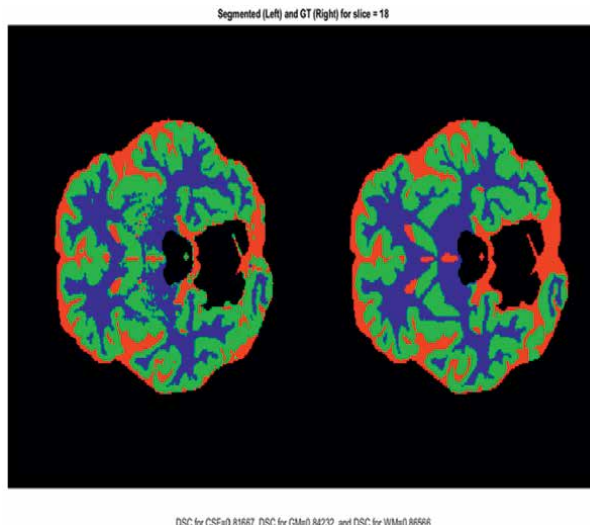 Segmented (Left) and GT (Right) for slice = 18
DSC for CSF=0.81667, DSC for GM=0.84232, and DSC for WM=0.86566